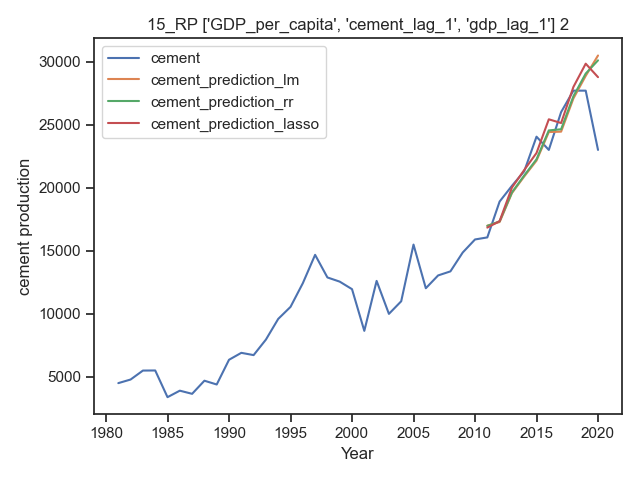 15_RP ['GDP_per_capita', 'cement_lag_1', 'gdp_lag_1'] 2
cement
cement_prediction_lm
cement_prediction_rr
cement_prediction_lasso
cement production
30000
25000
20000
15000
10000
5000
1980 1985 1990 1995 2000 2005 2010 2015 2020
Year